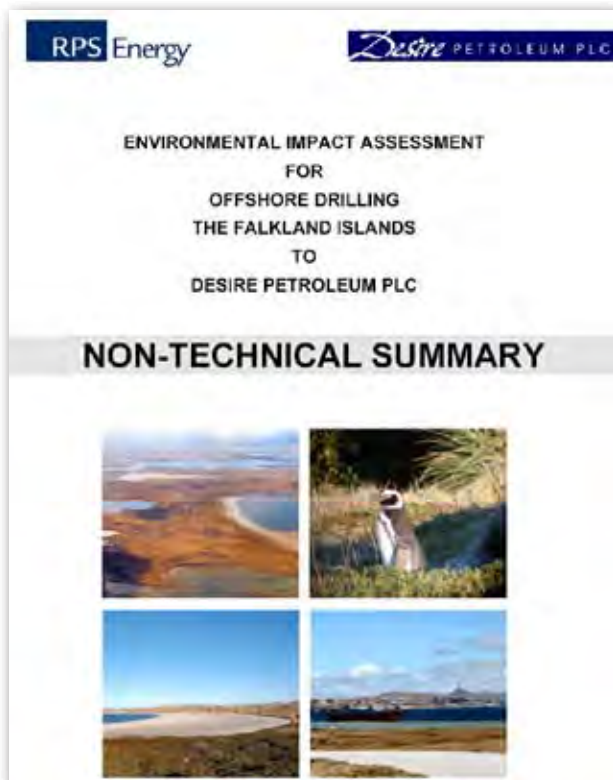 RPS Energy
Desire PETROLEUM PLC
ENVIRONMENTAL IMPACT ASSESSMENT
FOR
OFFSHORE DRILLING
THE FALKLAND ISLANDS
TO
DESIRE PETROLEUM PLC
NON-TECHNICAL SUMMARY